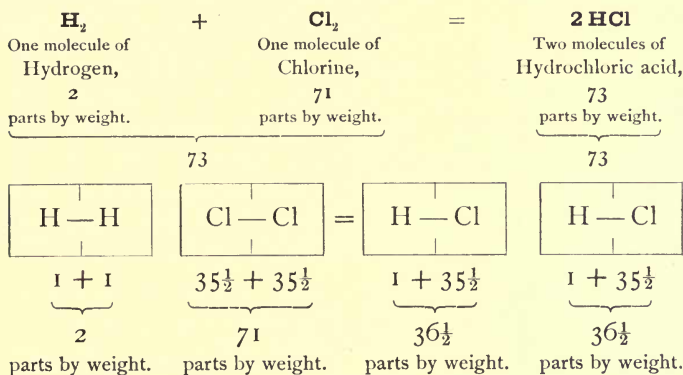 H₂ + Cl₂ = 2 HCl
One molecule of One molecule of Two molecules of
Hydrogen, Chlorine, Hydrochloric acid,
2 71 73
parts by weight. parts by weight. parts by weight.
73 73
H — H Cl — Cl = H — Cl H — Cl
1 + 1 35½ + 35½ 1 + 35½ 1 + 35½
2 71 36½ 36½
parts by weight. parts by weight. parts by weight. parts by weight.